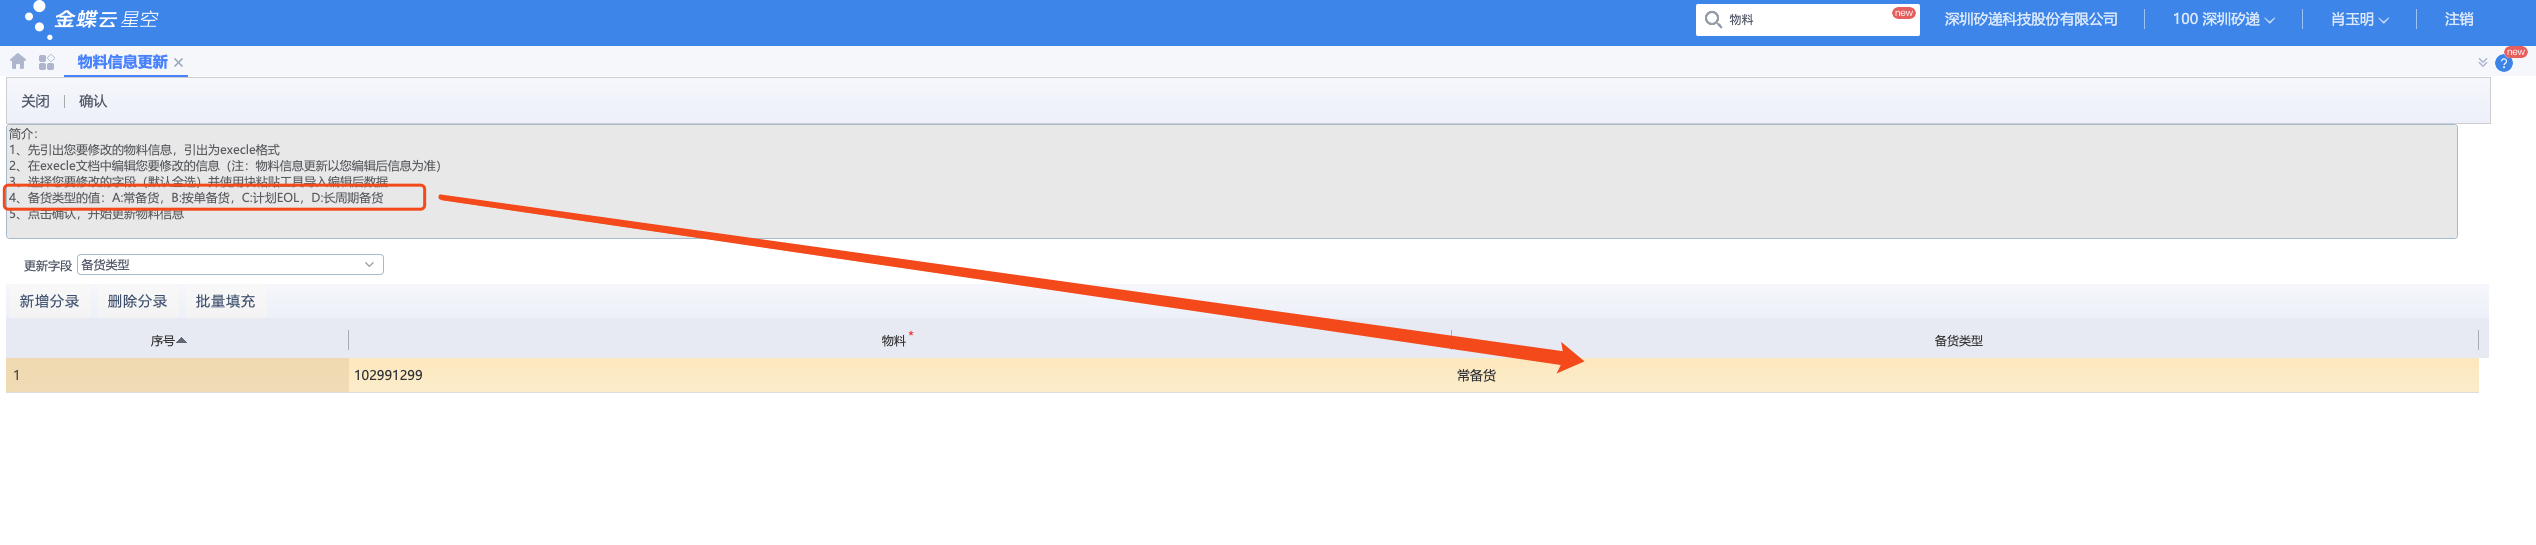 金蝶云 星空
物料
new
深圳矽递科技股份有限公司
100 深圳矽递
肖玉明
注销
物料信息更新
new
?
关闭
确认
简介：
1、先引出您要修改的物料信息，引出为execle格式
2、在execle文档中编辑您要修改的信息（注：物料信息更新以您编辑后信息为准）
3、选择您要修改的字段（默认全选）并使用块粘贴工具导入编辑后数据
4、备货类型的值：A:常备货，B:按单备货，C:计划EOL，D:长周期备货
5、点击确认，开始更新物料信息
更新字段
备货类型
新增分录
删除分录
批量填充
序号
物料 *
备货类型
1
102991299
常备货